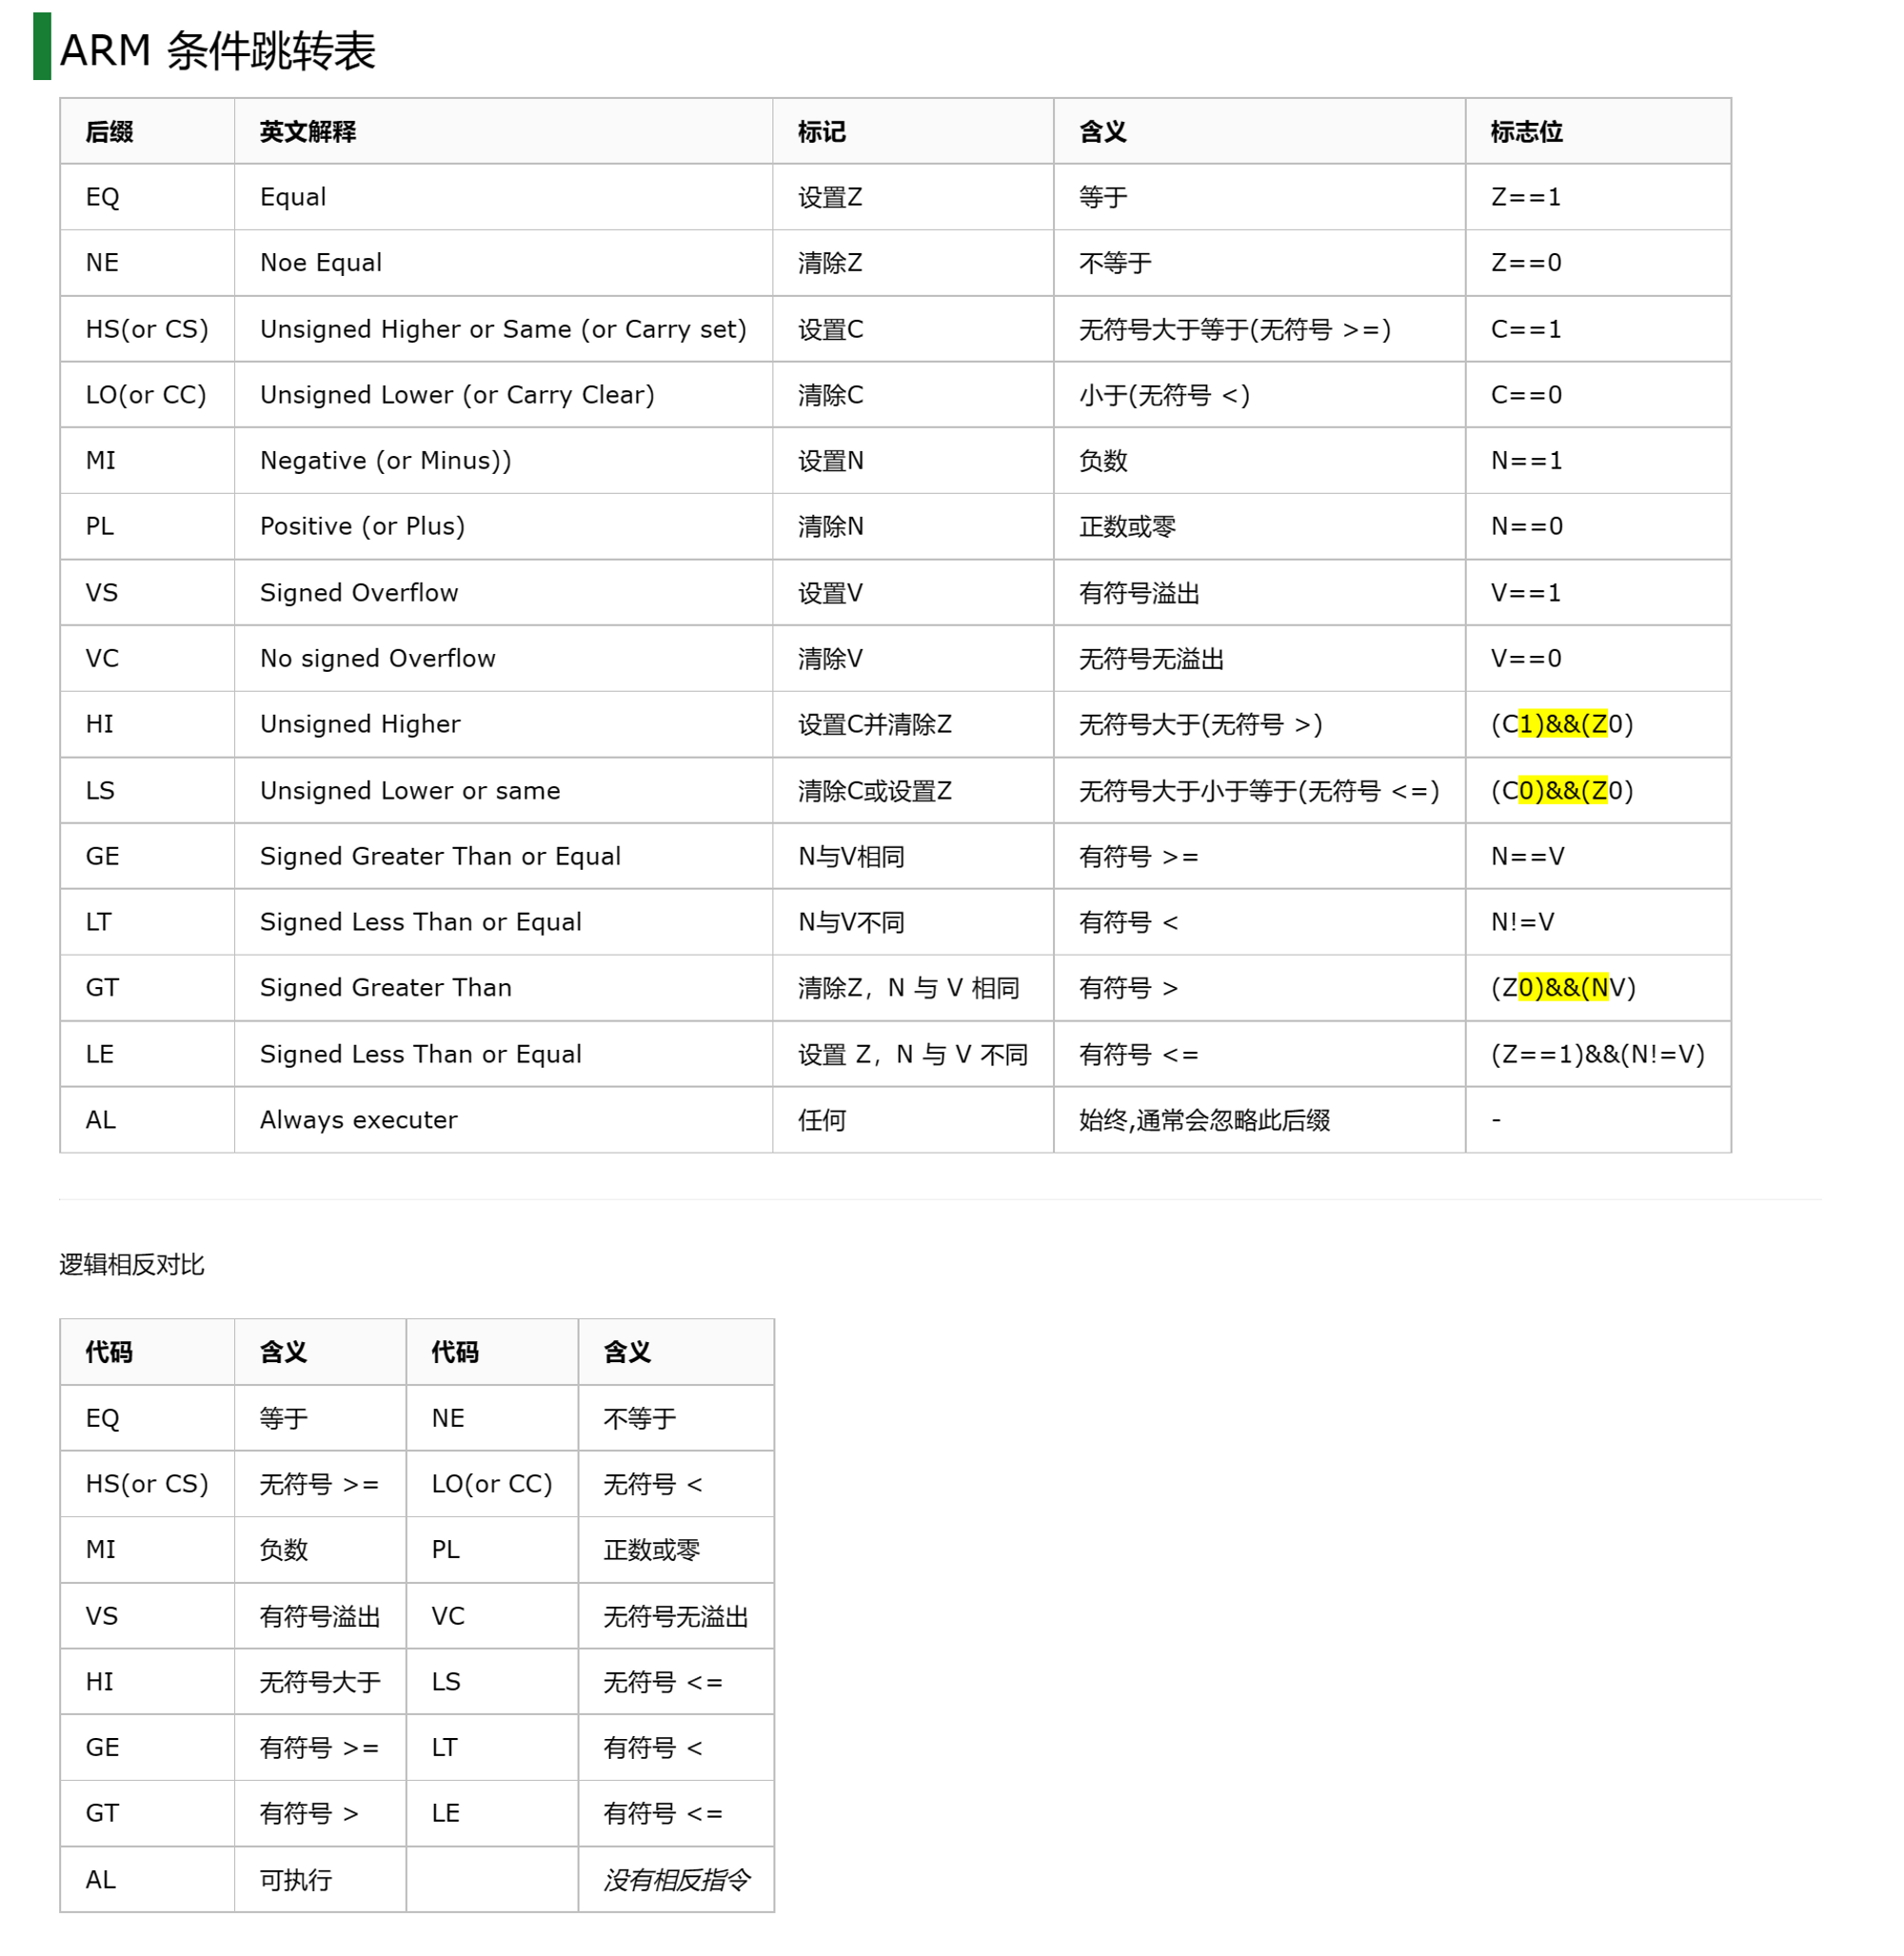 ARM 条件跳转表
后缀 英文解释 标记 含义 标志位
EQ Equal 设置Z 等于 Z==1
NE Noe Equal 清除Z 不等于 Z==0
HS(or CS) Unsigned Higher or Same (or Carry set) 设置C 无符号大于等于(无符号 >=) C==1
LO(or CC) Unsigned Lower (or Carry Clear) 清除C 小于(无符号 <) C==0
MI Negative (or Minus)) 设置N 负数 N==1
PL Positive (or Plus) 清除N 正数或零 N==0
VS Signed Overflow 设置V 有符号溢出 V==1
VC No signed Overflow 清除V 无符号无溢出 V==0
HI Unsigned Higher 设置C并清除Z 无符号大于(无符号 >) (C1)&&(Z0)
LS Unsigned Lower or same 清除C或设置Z 无符号大于小于等于(无符号 <=) (C0)&&(Z0)
GE Signed Greater Than or Equal N与V相同 有符号 >= N==V
LT Signed Less Than or Equal N与V不同 有符号 < N!=V
GT Signed Greater Than 清除Z，N 与 V 相同 有符号 > (Z0)&&(NV)
LE Signed Less Than or Equal 设置 Z，N 与 V 不同 有符号 <= (Z==1)&&(N!=V)
AL Always executer 任何 始终,通常会忽略此后缀 -
逻辑相反对比
代码 含义 代码 含义
EQ 等于 NE 不等于
HS(or CS) 无符号 >= LO(or CC) 无符号 <
MI 负数 PL 正数或零
VS 有符号溢出 VC 无符号无溢出
HI 无符号大于 LS 无符号 <=
GE 有符号 >= LT 有符号 <
GT 有符号 > LE 有符号 <=
AL 可执行 没有相反指令